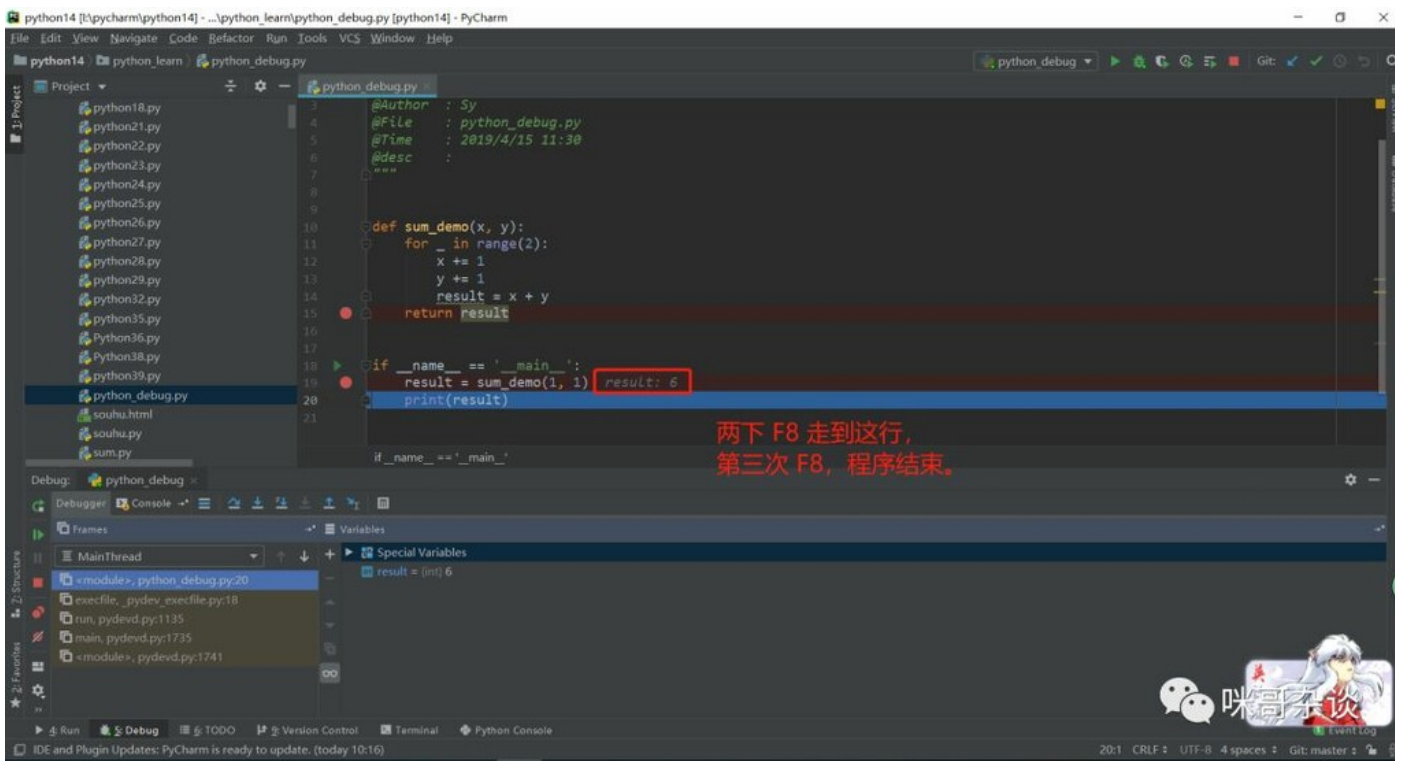 python14 [I:\pycharm\python14] - ...\python_learn\python_debug.py [python14] - PyCharm
File Edit View Navigate Code Refactor Run Tools VCS Window Help
python14 python_learn python_debug.py
python_debug
Git:
1: Project
Project
python_debug.py
python18.py
python21.py
python22.py
python23.py
python24.py
python25.py
python26.py
python27.py
python28.py
python29.py
python32.py
python35.py
Python36.py
Python38.py
python39.py
python_debug.py
souhu.html
souhu.py
sum.py
3 @Author : Sy
4 @File : python_debug.py
5 @Time : 2019/4/15 11:30
6 @desc :
7 """
8
9
10 def sum_demo(x, y):
11 for _ in range(2):
12 x += 1
13 y += 1
14 result = x + y
15 return result
16
17
18 if __name__ == '__main__':
19 result = sum_demo(1, 1) result: 6
20 print(result)
21
两下 F8 走到这行，
第三次 F8，程序结束。
if __name__ == '__main__'
Debug: python_debug
Debugger Console
Frames
Variables
MainThread
Special Variables
<module>, python_debug.py:20
result = {int} 6
execfile, _pydev_execfile.py:18
run, pydevd.py:1135
main, pydevd.py:1735
<module>, pydevd.py:1741
7: Structure
2: Favorites
英
咪哥杂谈
4: Run 5: Debug 6: TODO 9: Version Control Terminal Python Console
Event Log
IDE and Plugin Updates: PyCharm is ready to update. (today 10:16)
20:1 CRLF UTF-8 4 spaces Git: master